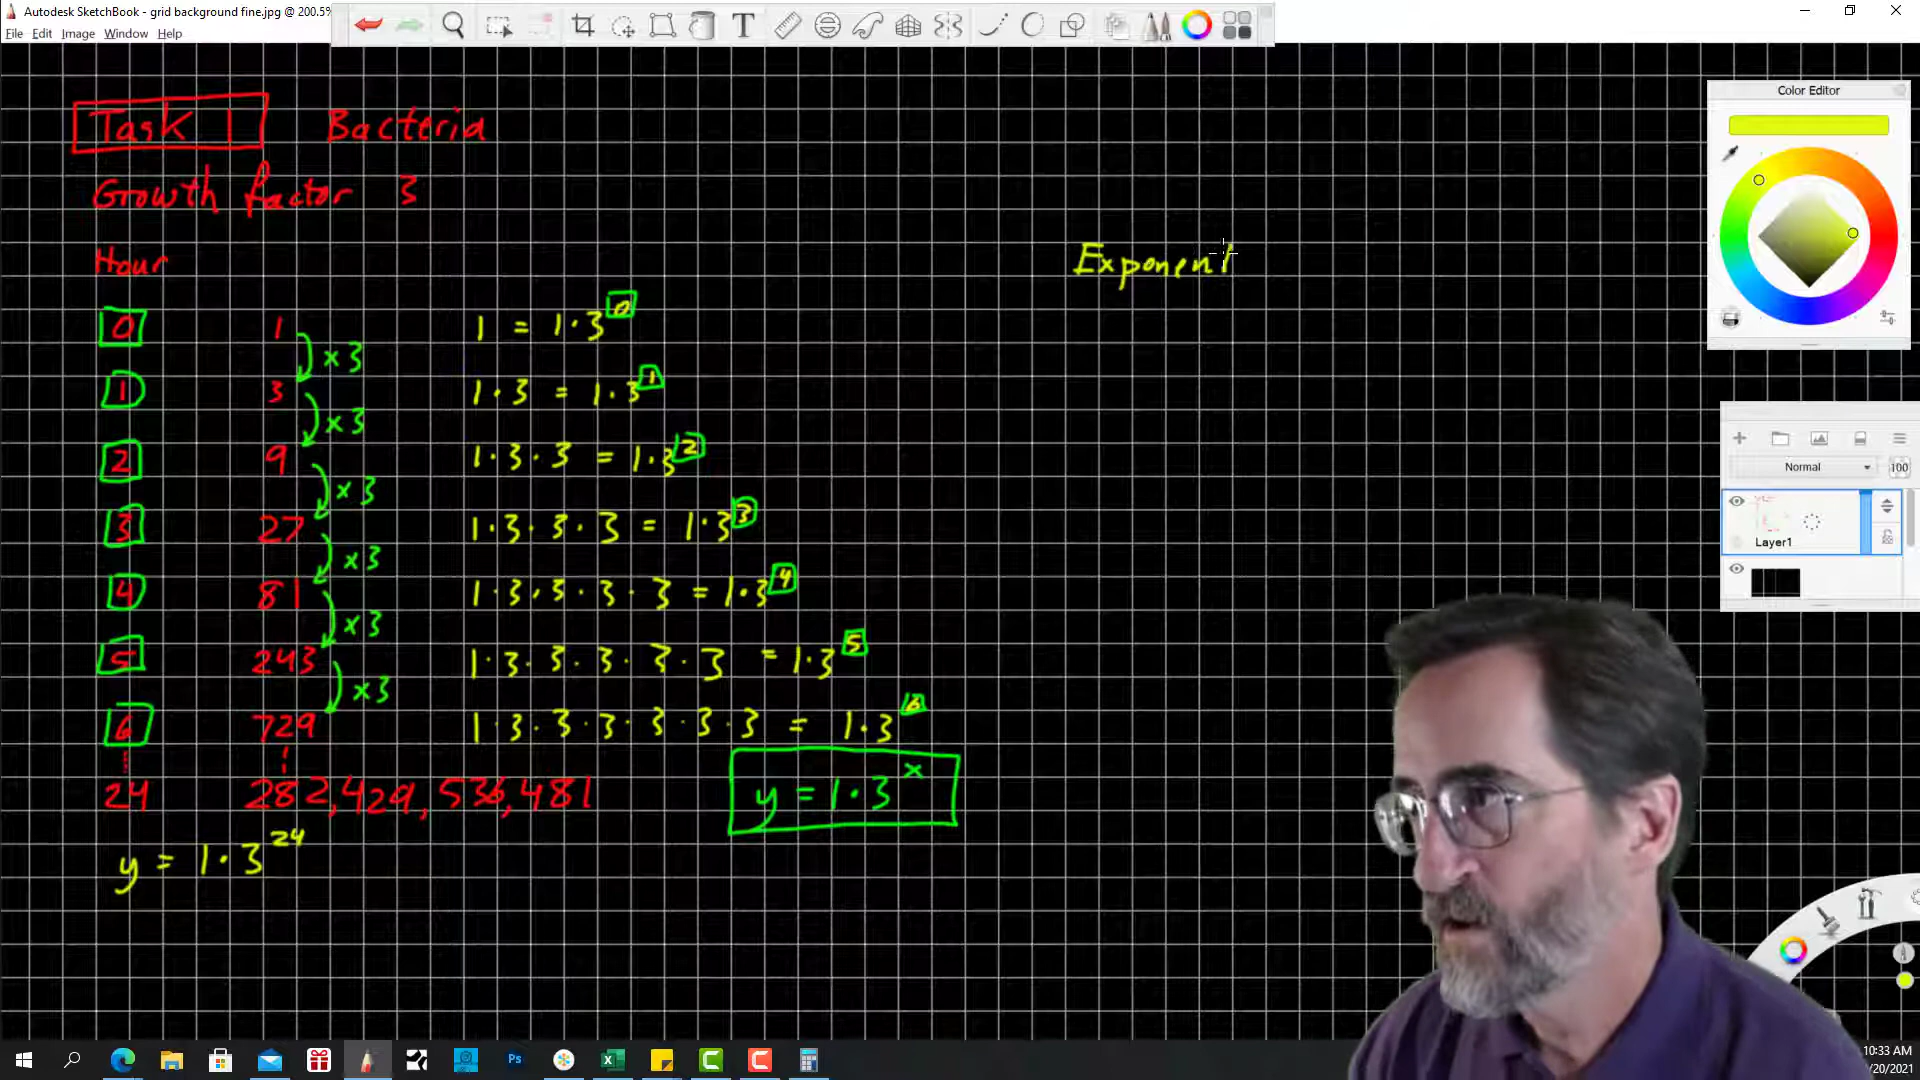 Autodesk SketchBook - grid background fine.jpg @ 200.5%
File Edit Image Window Help
Task 1 Bacteria
Growth factor 3
Hour
Exponent
0 1 ×3 1 = 1·3^0
1 3 ×3 1·3 = 1·3^1
2 9 ×3 1·3·3 = 1·3^2
3 27 ×3 1·3·3·3 = 1·3^3
4 81 ×3 1·3·3·3·3 = 1·3^4
5 243 ×3 1·3·3·3·3·3 = 1·3^5
6 729 1·3·3·3·3·3·3 = 1·3^6
24 282,429,536,481 y = 1·3^x
y = 1·3^24
Color Editor
Normal 100
Layer1
Ps
10:33 AM
/20/2021